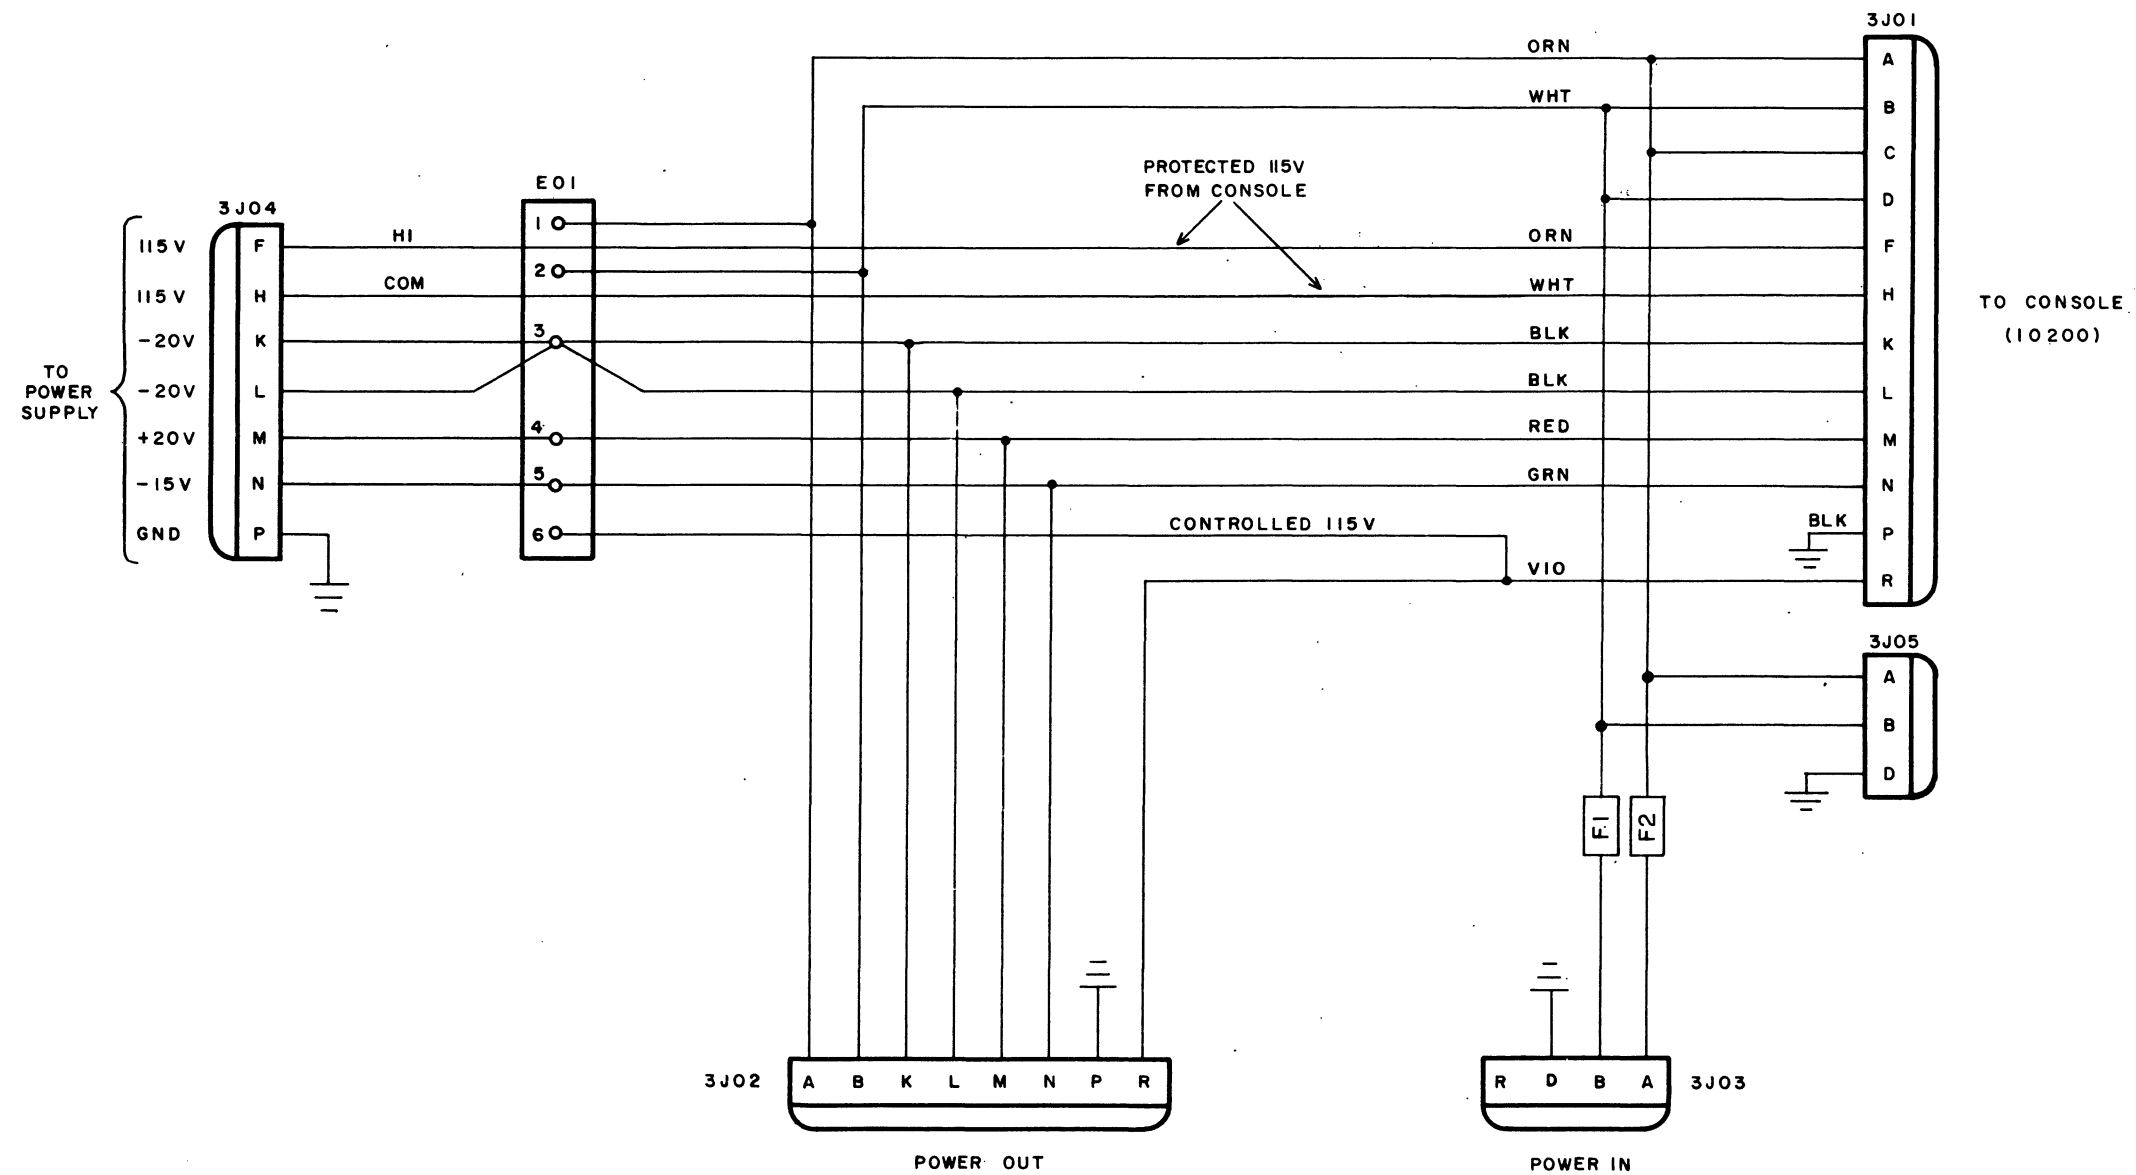 3J01
ORN
A
WHT
B
C
D
PROTECTED 115V
FROM CONSOLE
E01
3J04
1
115V
F
HI
ORN
F
2
115V
H
COM
WHT
H
TO CONSOLE
(10200)
3
-20V
K
BLK
K
TO
POWER
SUPPLY
-20V
L
BLK
L
+20V
M
4
RED
M
-15V
N
5
GRN
N
GND
P
6
CONTROLLED 115V
BLK
P
VIO
R
3J05
A
B
D
F1
F2
3J02
A B K L M N P R
R D B A
3J03
POWER OUT
POWER IN